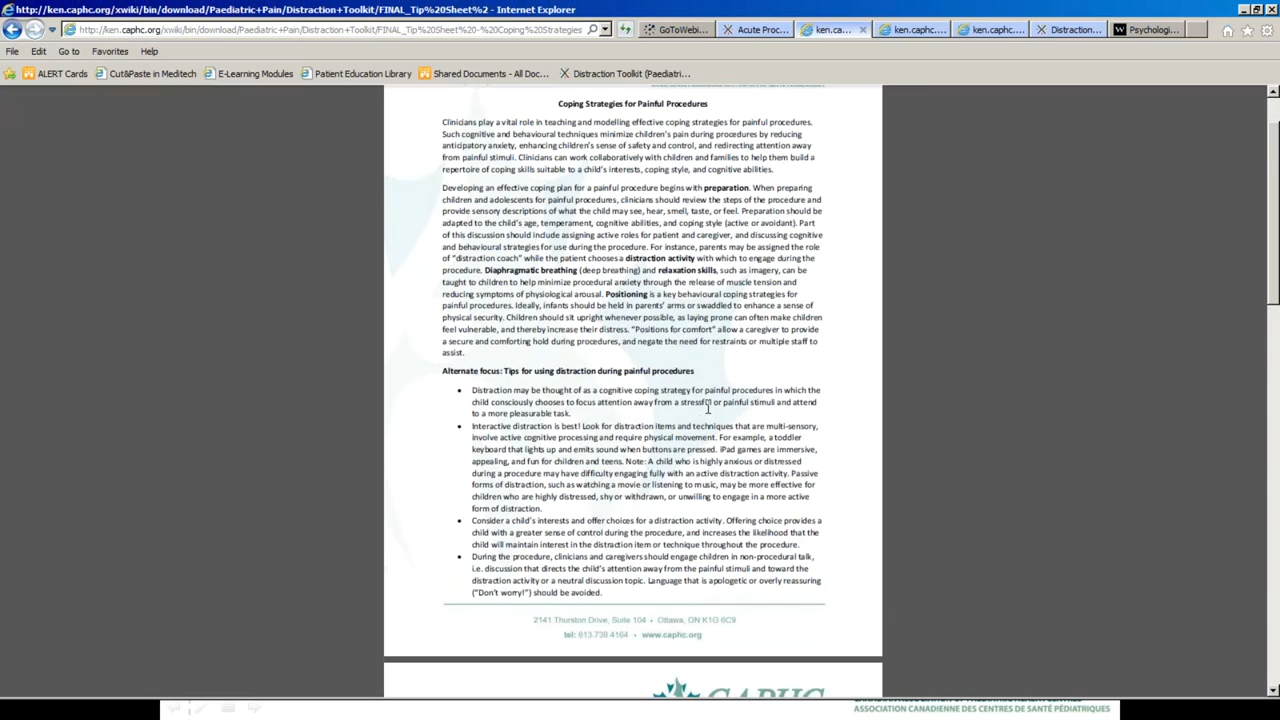 http://ken.caphc.org/xwiki/bin/download/Paediatric+Pain/Distraction+Toolkit/FINAL_Tip%20Sheet%2 - Internet Explorer
http://ken.caphc.org/xwiki/bin/download/Paediatric+Pain/Distraction+Toolkit/FINAL_Tip%20Sheet%20-%20Coping%20Strategies
GoToWebi...
Acute Proc...
ken.ca...
ken.caphc....
ken.caphc....
Distraction...
Psychologi...
File Edit Go to Favorites Help
ALERT Cards
Cut&Paste in Meditech
E-Learning Modules
Patient Education Library
Shared Documents - All Doc...
Distraction Toolkit (Paediatri...
Coping Strategies for Painful Procedures
Clinicians play a vital role in teaching and modelling effective coping strategies for painful procedures.
Such cognitive and behavioural techniques minimize children's pain during procedures by reducing
anticipatory anxiety, enhancing children's sense of safety and control, and redirecting attention away
from painful stimuli. Clinicians can work collaboratively with children and families to help them build a
repertoire of coping skills suitable to a child's interests, coping style, and cognitive abilities.
Developing an effective coping plan for a painful procedure begins with preparation. When preparing
children and adolescents for painful procedures, clinicians should review the steps of the procedure and
provide sensory descriptions of what the child may see, hear, smell, taste, or feel. Preparation should be
adapted to the child's age, temperament, cognitive abilities, and coping style (active or avoidant). Part
of this discussion should include assigning active roles for patient and caregiver, and discussing cognitive
and behavioural strategies for use during the procedure. For instance, parents may be assigned the role
of "distraction coach" while the patient chooses a distraction activity with which to engage during the
procedure. Diaphragmatic breathing (deep breathing) and relaxation skills, such as imagery, can be
taught to children to help minimize procedural anxiety through the release of muscle tension and
reducing symptoms of physiological arousal. Positioning is a key behavioural coping strategies for
painful procedures. Ideally, infants should be held in parents' arms or swaddled to enhance a sense of
physical security. Children should sit upright whenever possible, as laying prone can often make children
feel vulnerable, and thereby increase their distress. "Positions for comfort" allow a caregiver to provide
a secure and comforting hold during procedures, and negate the need for restraints or multiple staff to
assist.
Alternate focus: Tips for using distraction during painful procedures
• Distraction may be thought of as a cognitive coping strategy for painful procedures in which the
child consciously chooses to focus attention away from a stressful or painful stimuli and attend
to a more pleasurable task.
• Interactive distraction is best! Look for distraction items and techniques that are multi-sensory,
involve active cognitive processing and require physical movement. For example, a toddler
keyboard that lights up and emits sound when buttons are pressed. iPad games are immersive,
appealing, and fun for children and teens. Note: A child who is highly anxious or distressed
during a procedure may have difficulty engaging fully with an active distraction activity. Passive
forms of distraction, such as watching a movie or listening to music, may be more effective for
children who are highly distressed, shy or withdrawn, or unwilling to engage in a more active
form of distraction.
• Consider a child's interests and offer choices for a distraction activity. Offering choice provides a
child with a greater sense of control during the procedure, and increases the likelihood that the
child will maintain interest in the distraction item or technique throughout the procedure.
• During the procedure, clinicians and caregivers should engage children in non-procedural talk,
i.e. discussion that directs the child's attention away from the painful stimuli and toward the
distraction activity or a neutral discussion topic. Language that is apologetic or overly reassuring
("Don't worry!") should be avoided.
2141 Thurston Drive, Suite 104 • Ottawa, ON K1G 6C9
tel: 613.738.4164 • www.caphc.org
CAPHC
ASSOCIATION CANADIENNE DES CENTRES DE SANTÉ PÉDIATRIQUES